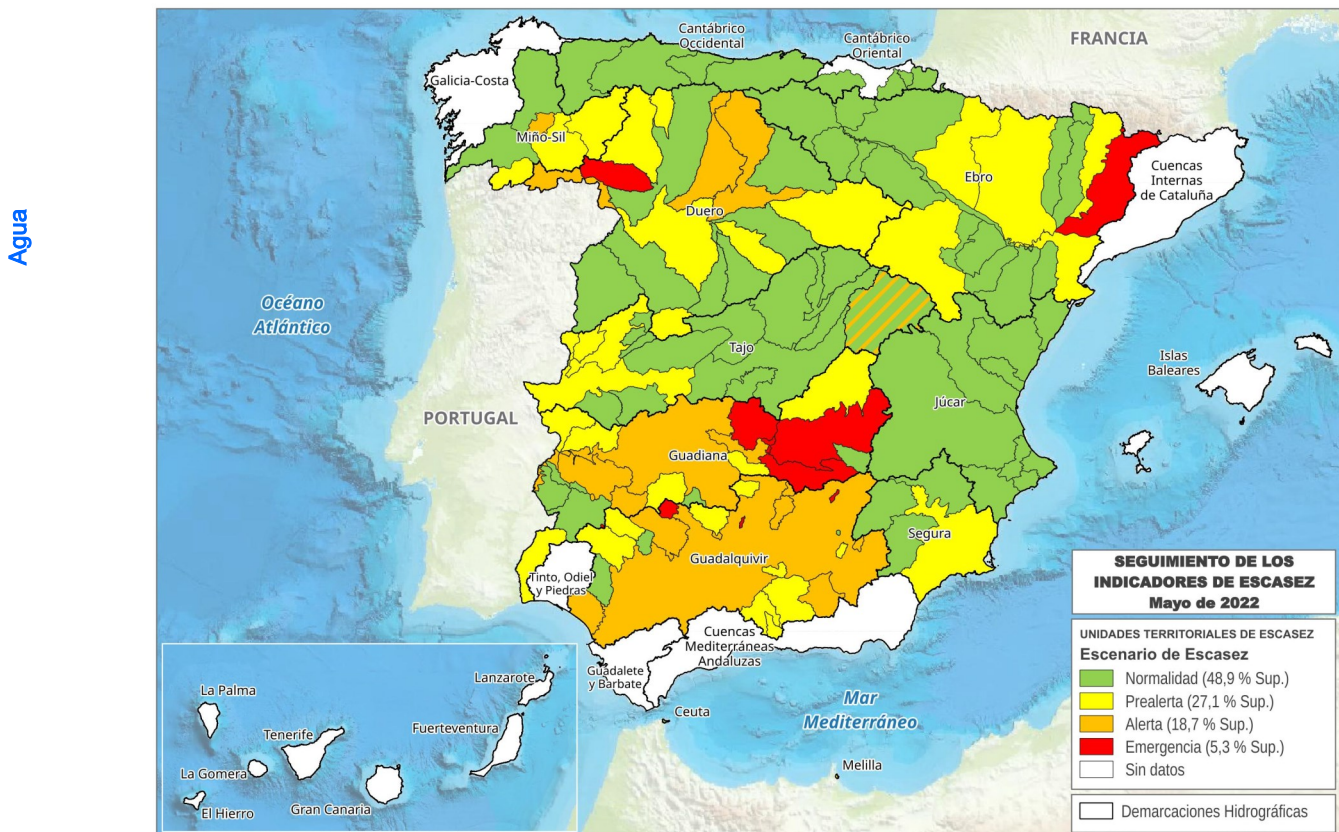 Agua
Cantábrico
Occidental
Cantábrico
Oriental
FRANCIA
Galicia-Costa
Miño-Sil
Cuencas
Internas
de Cataluña
Ebro
Duero
Océano
Atlántico
Tajo
Islas
Baleares
Júcar
PORTUGAL
Guadiana
Segura
Guadalquivir
Tinto, Odiel
y Piedras
Cuencas
Mediterráneas
Andaluzas
Guadalete
y Barbate
Ceuta
Mar
Mediterráneo
Melilla
La Palma
Lanzarote
Tenerife
Fuerteventura
La Gomera
El Hierro
Gran Canaria
SEGUIMIENTO DE LOS
INDICADORES DE ESCASEZ
Mayo de 2022
UNIDADES TERRITORIALES DE ESCASEZ
Escenario de Escasez
Normalidad (48,9 % Sup.)
Prealerta (27,1 % Sup.)
Alerta (18,7 % Sup.)
Emergencia (5,3 % Sup.)
Sin datos
Demarcaciones Hidrográficas